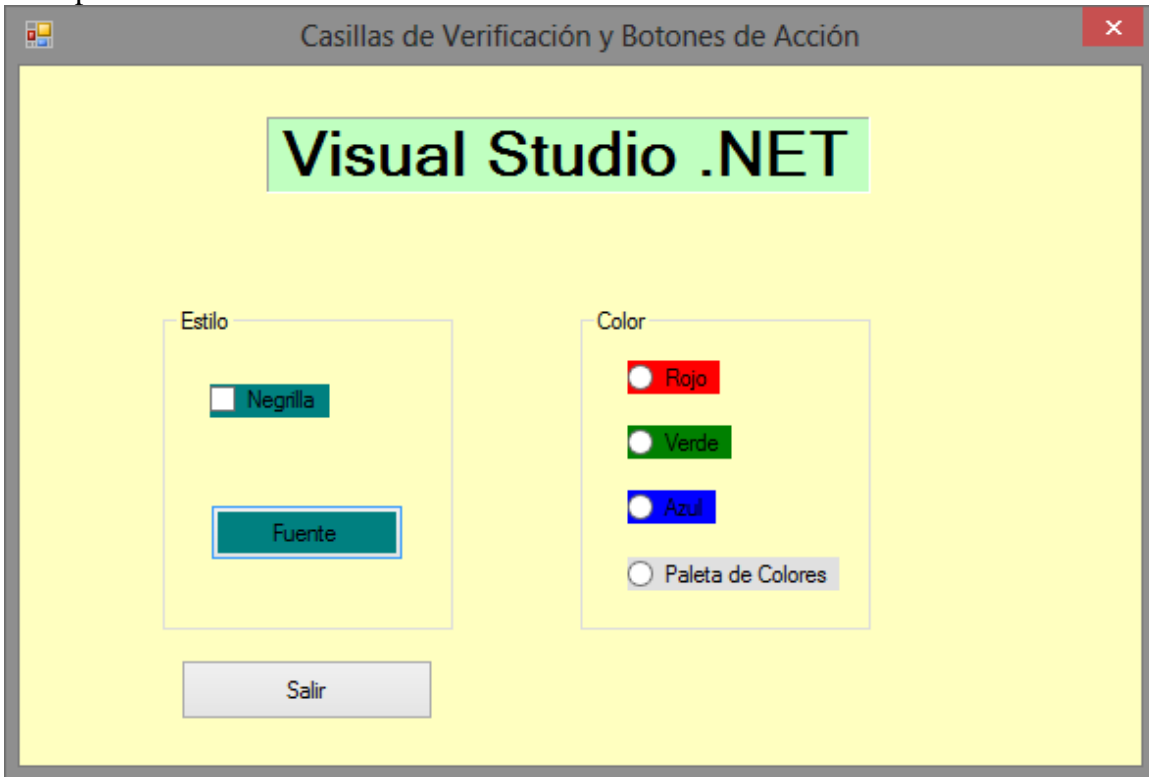 Casillas de Verificación y Botones de Acción
Visual Studio .NET
Estilo
Negrilla
Fuente
Color
Rojo
Verde
Azul
Paleta de Colores
Salir